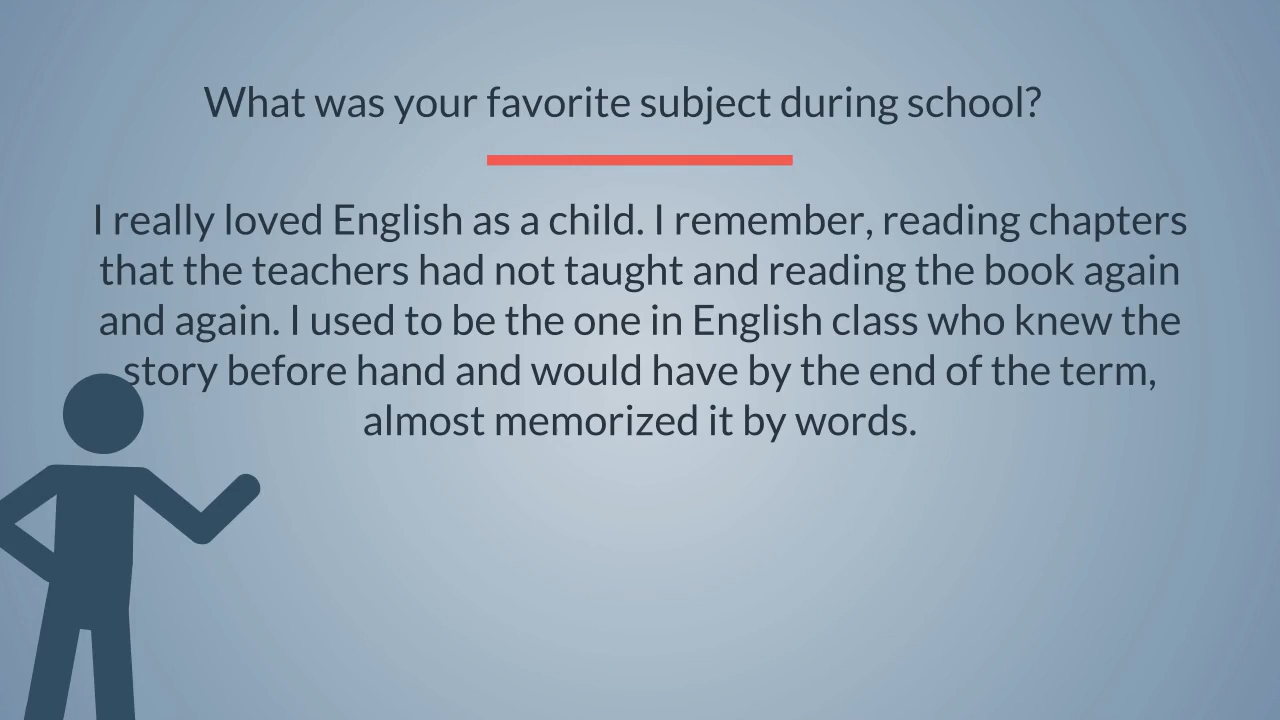 What was your favorite subject during school?
I really loved English as a child. I remember, reading chapters
that the teachers had not taught and reading the book again
and again. I used to be the one in English class who knew the
story before hand and would have by the end of the term,
almost memorized it by words.